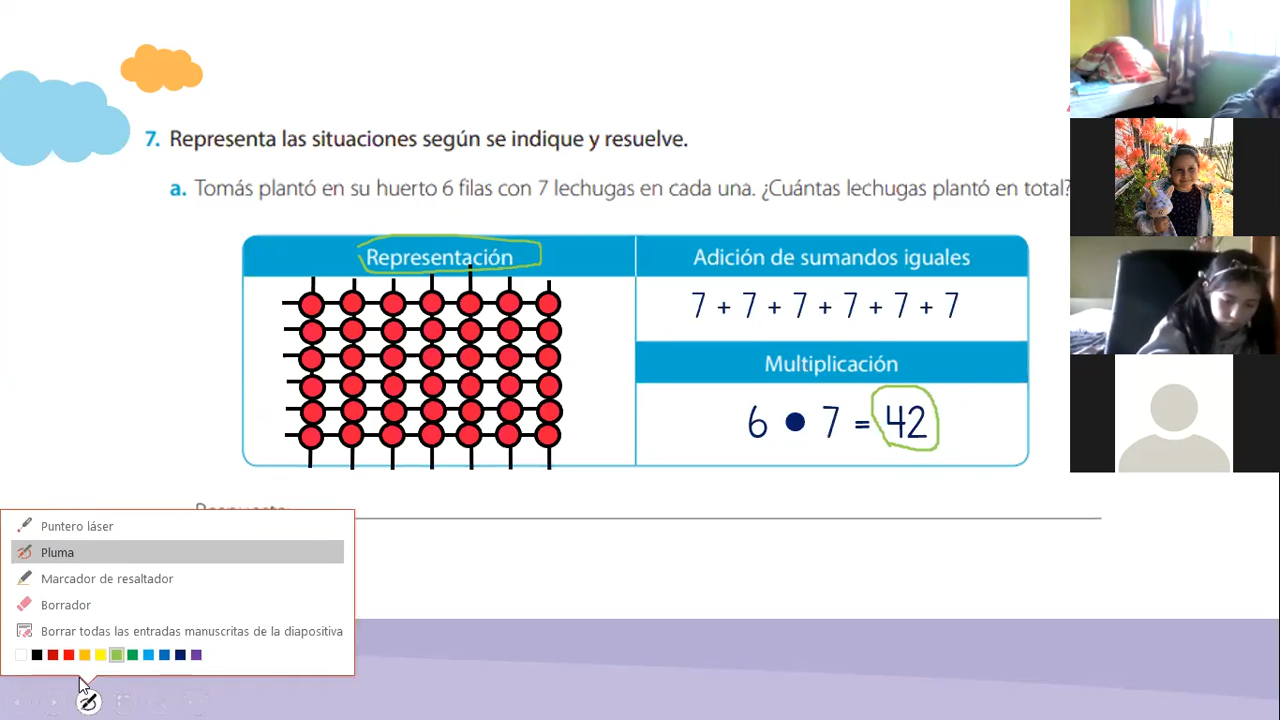 7. Representa las situaciones según se indique y resuelve.
a. Tomás plantó en su huerto 6 filas con 7 lechugas en cada una. ¿Cuántas lechugas plantó en total?
Representación
Adición de sumandos iguales
7 + 7 + 7 + 7 + 7 + 7
Multiplicación
6 • 7 = 42
Puntero láser
Pluma
Marcador de resaltador
Borrador
Borrar todas las entradas manuscritas de la diapositiva